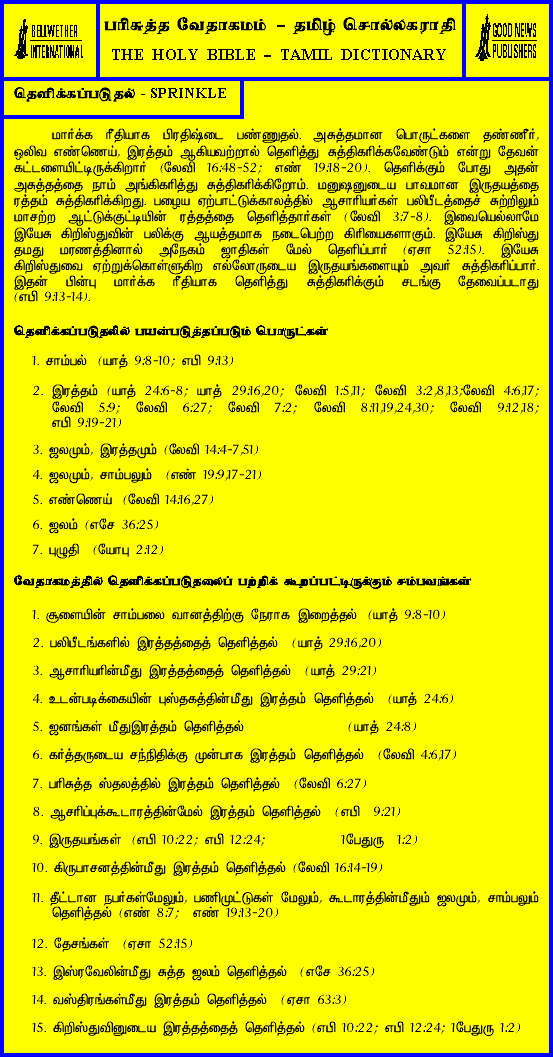 BELLWETHER
INTERNATIONAL
பரிசுத்த வேதாகமம் – தமிழ் சொல்லகராதி
THE HOLY BIBLE – TAMIL DICTIONARY
GOOD NEWS
PUBLISHERS
தெளிக்கப்படுதல் - SPRINKLE
மார்க்க ரீதியாக பிரதிஷ்டை பண்ணுதல். அசுத்தமான பொருட்களை தண்ணீர்,
ஒலிவ எண்ணெய், இரத்தம் ஆகியவற்றால் தெளித்து சுத்திகரிக்கவேண்டும் என்று தேவன்
கட்டளையிட்டிருக்கிறார் (லேவி 16:48-52; எண் 19:18-20). தெளிக்கும் போது அதன்
அசுத்தத்தை நாம் அங்கிகரித்து சுத்திகரிக்கிறோம். மனுஷனுடைய பாவமான இருதயத்தை
ரத்தம் சுத்திகரிக்கிறது. பழைய ஏற்பாட்டுக்காலத்தில் ஆசாரியர்கள் பலிபீடத்தைச் சுற்றிலும்
மாசற்ற ஆட்டுக்குட்டியின் ரத்தத்தை தெளித்தார்கள் (லேவி 3:7-8). இவையெல்லாமே
இயேசு கிறிஸ்துவின் பலிக்கு ஆயத்தமாக நடைபெற்ற கிரியைகளாகும். இயேசு கிறிஸ்து
தமது மரணத்தினால் அநேகம் ஜாதிகள் மேல் தெளிப்பார் (ஏசா 52:15). இயேசு
கிறிஸ்துவை ஏற்றுக்கொள்ளுகிற எல்லோருடைய இருதயங்களையும் அவர் சுத்திகரிப்பார்.
இதன் பின்பு மார்க்க ரீதியாக தெளித்து சுத்திகரிக்கும் சடங்கு தேவைப்படாது
(எபி 9:13-14).
தெளிக்கப்படுதலில் பயன்படுத்தப்படும் பொருட்கள்
1. சாம்பல் (யாத் 9:8-10; எபி 9:13)
2. இரத்தம் (யாத் 24:6-8; யாத் 29:16,20; லேவி 1:5,11; லேவி 3:2,8,13;லேவி 4:6,17;
லேவி 5:9; லேவி 6:27; லேவி 7:2; லேவி 8:11,19,24,30; லேவி 9:12,18;
எபி 9:19-21)
3. ஜலமும், இரத்தமும் (லேவி 14:4-7,51)
4. ஜலமும், சாம்பலும் (எண் 19:9,17-21)
5. எண்ணெய் (லேவி 14:16,27)
6. ஜலம் (எசே 36:25)
7. புழுதி (யோபு 2:12)
வேதாகமத்தில் தெளிக்கப்படுதலைப் பற்றிக் கூறப்பட்டிருக்கும் சம்பவங்கள்
1. சூளையின் சாம்பலை வானத்திற்கு நேராக இறைத்தல் (யாத் 9:8-10)
2. பலிபீடங்களில் இரத்தத்தைத் தெளித்தல் (யாத் 29:16,20)
3. ஆசாரியரின்மீது இரத்தத்தைத் தெளித்தல் (யாத் 29:21)
4. உடன்படிக்கையின் புஸ்தகத்தின்மீது இரத்தம் தெளித்தல் (யாத் 24:6)
5. ஜனங்கள் மீதுஇரத்தம் தெளித்தல் (யாத் 24:8)
6. கர்த்தருடைய சந்நிதிக்கு முன்பாக இரத்தம் தெளித்தல் (லேவி 4:6,17)
7. பரிசுத்த ஸ்தலத்தில் இரத்தம் தெளித்தல் (லேவி 6:27)
8. ஆசரிப்புக்கூடாரத்தின்மேல் இரத்தம் தெளித்தல் (எபி 9:21)
9. இருதயங்கள் (எபி 10:22; எபி 12:24; 1பேதுரு 1:2)
10. கிருபாசனத்தின்மீது இரத்தம் தெளித்தல் (லேவி 16:14-19)
11. தீட்டான நபர்கள்மேலும், பணிமுட்டுகள் மேலும், கூடாரத்தின்மீதும் ஜலமும், சாம்பலும்
தெளித்தல் (எண் 8:7; எண் 19:13-20)
12. தேசங்கள் (ஏசா 52:15)
13. இஸ்ரவேலின்மீது சுத்த ஜலம் தெளித்தல் (எசே 36:25)
14. வஸ்திரங்கள்மீது இரத்தம் தெளித்தல் (ஏசா 63:3)
15. கிறிஸ்துவினுடைய இரத்தத்தைத் தெளித்தல் (எபி 10:22; எபி 12:24; 1பேதுரு 1:2)